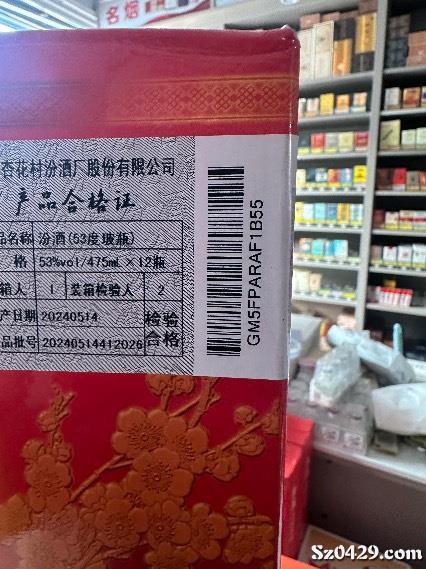 名烟
杏花村汾酒厂股份有限公司
产品合格证
品名称 汾酒(53度玻瓶)
格 53%vol/475mL×12瓶
箱人 1 装箱检验人 2
产日期 20240514 检验
品批号 20240514412026 合格
GM5FPARAF1B55
Sz0429.com